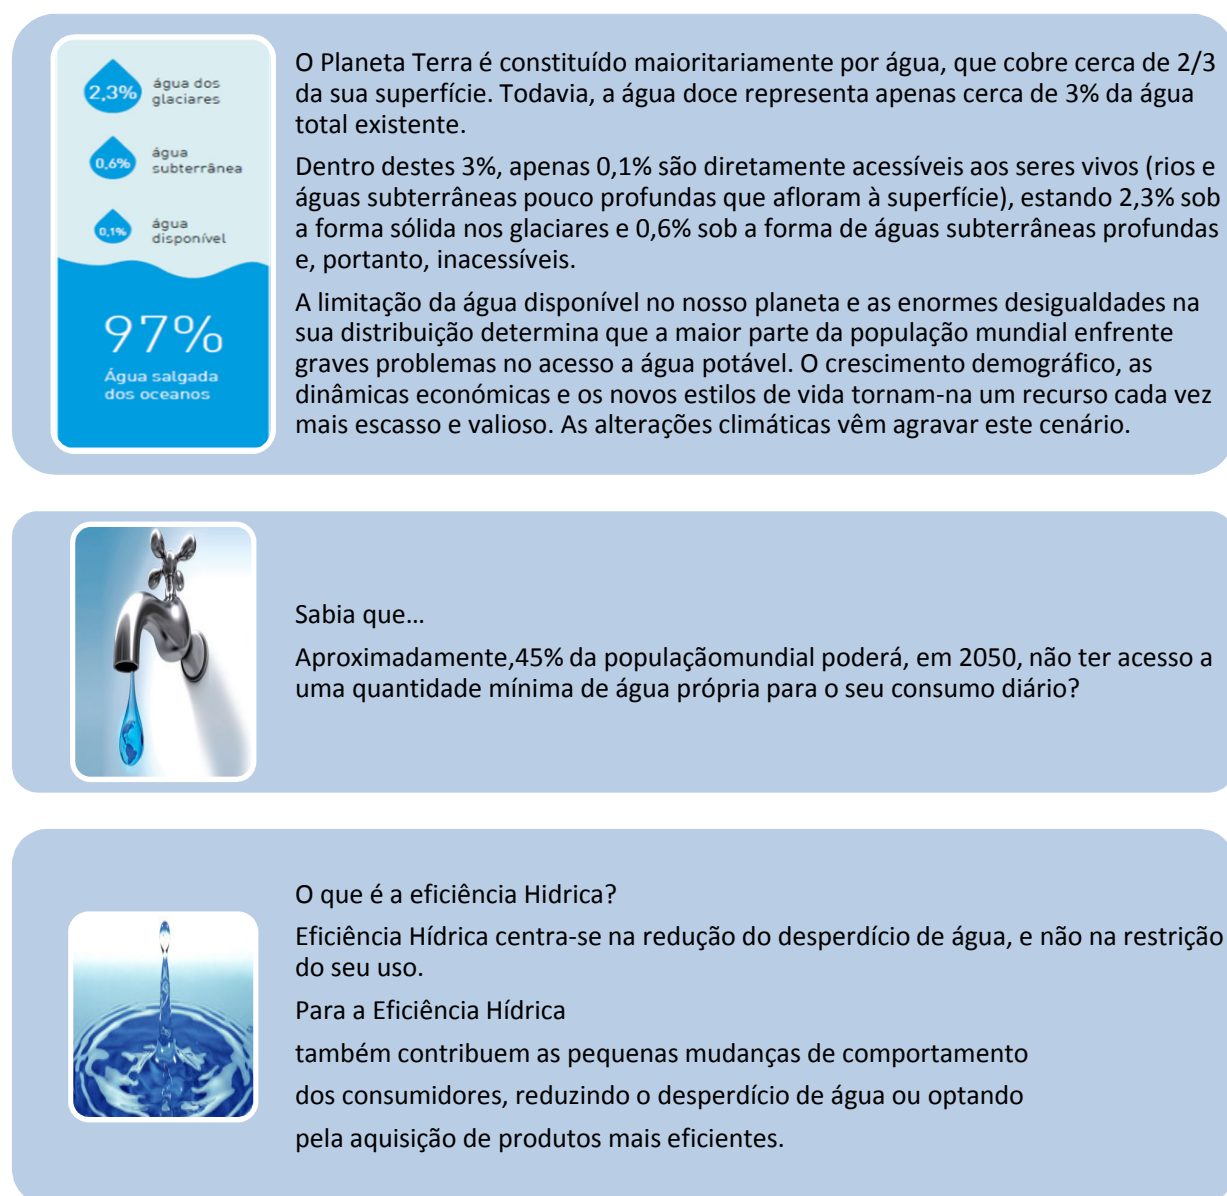 2,3%
água dos
glaciares
0,6%
água
subterrânea
0,1%
água
disponível
97%
Água salgada
dos oceanos
O Planeta Terra é constituído maioritariamente por água, que cobre cerca de 2/3
da sua superfície. Todavia, a água doce representa apenas cerca de 3% da água
total existente.
Dentro destes 3%, apenas 0,1% são diretamente acessíveis aos seres vivos (rios e
águas subterrâneas pouco profundas que afloram à superfície), estando 2,3% sob
a forma sólida nos glaciares e 0,6% sob a forma de águas subterrâneas profundas
e, portanto, inacessíveis.
A limitação da água disponível no nosso planeta e as enormes desigualdades na
sua distribuição determina que a maior parte da população mundial enfrente
graves problemas no acesso a água potável. O crescimento demográfico, as
dinâmicas económicas e os novos estilos de vida tornam-na um recurso cada vez
mais escasso e valioso. As alterações climáticas vêm agravar este cenário.
Sabia que…
Aproximadamente,45% da populaçãomundial poderá, em 2050, não ter acesso a
uma quantidade mínima de água própria para o seu consumo diário?
O que é a eficiência Hidrica?
Eficiência Hídrica centra-se na redução do desperdício de água, e não na restrição
do seu uso.
Para a Eficiência Hídrica
também contribuem as pequenas mudanças de comportamento
dos consumidores, reduzindo o desperdício de água ou optando
pela aquisição de produtos mais eficientes.